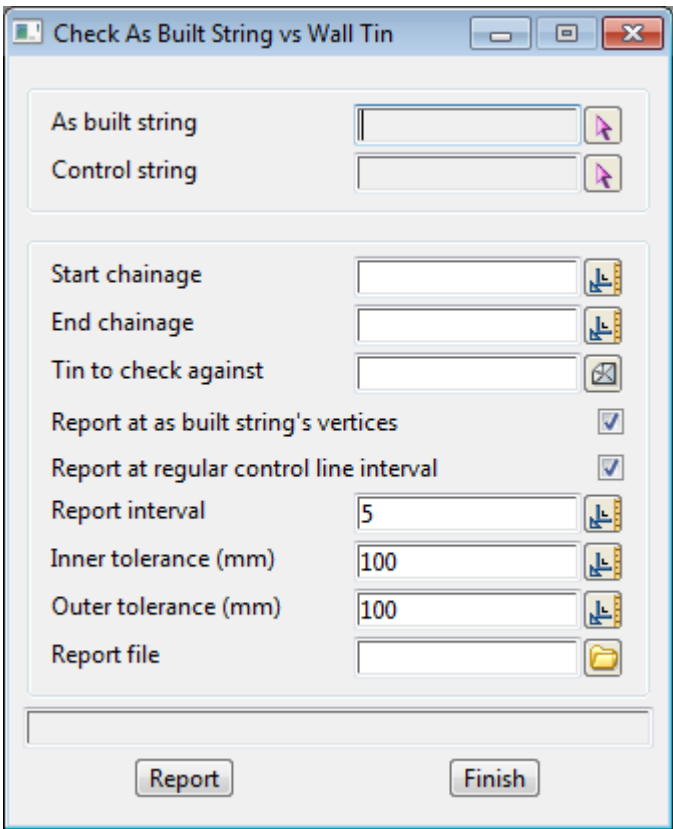 Check As Built String vs Wall Tin
As built string
Control string
Start chainage
End chainage
Tin to check against
Report at as built string's vertices
Report at regular control line interval
Report interval 5
Inner tolerance (mm) 100
Outer tolerance (mm) 100
Report file
Report Finish